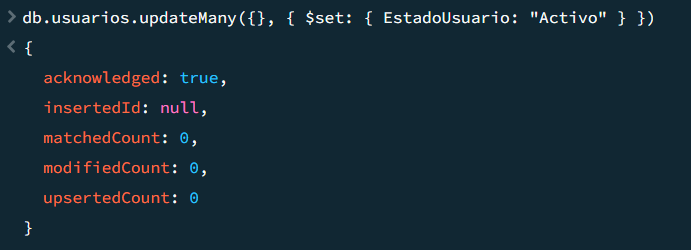 > db.usuarios.updateMany({}, { $set: { EstadoUsuario: "Activo" } })
< {
acknowledged: true,
insertedId: null,
matchedCount: 0,
modifiedCount: 0,
upsertedCount: 0
}